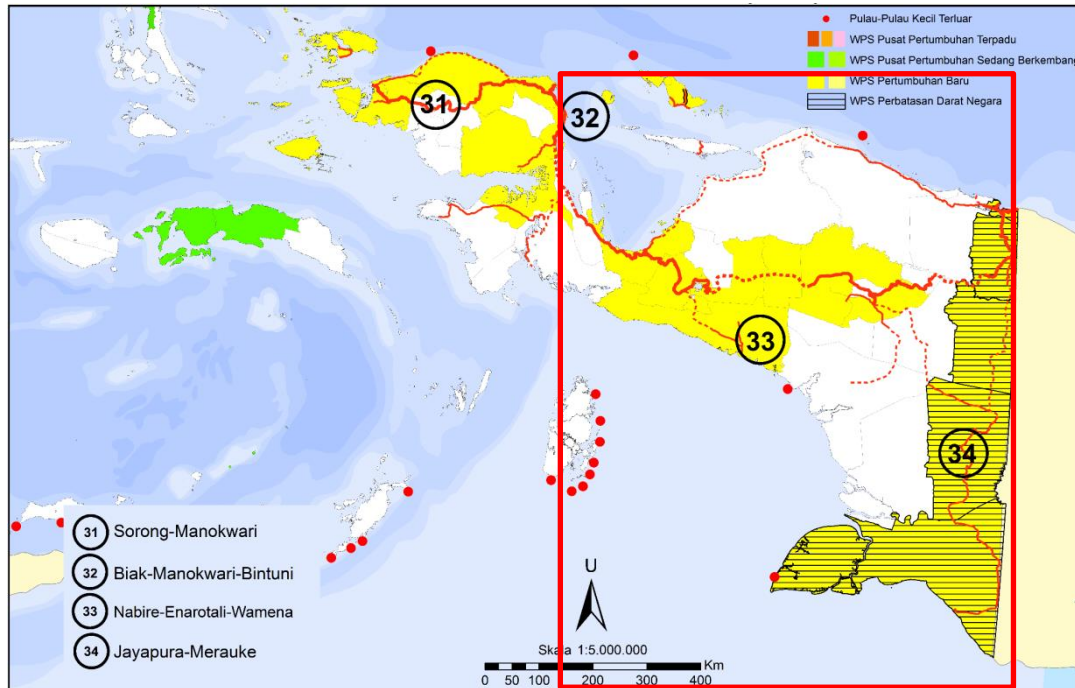 Pulau-Pulau Kecil Terluar
WPS Pusat Pertumbuhan Terpadu
WPS Pusat Pertumbuhan Sedang Berkembang
WPS Pertumbuhan Baru
WPS Perbatasan Darat Negara
31
32
33
34
31 Sorong-Manokwari
32 Biak-Manokwari-Bintuni
33 Nabire-Enarotali-Wamena
34 Jayapura-Merauke
U
Skala 1:5.000.000
Km
0 50 100 200 300 400